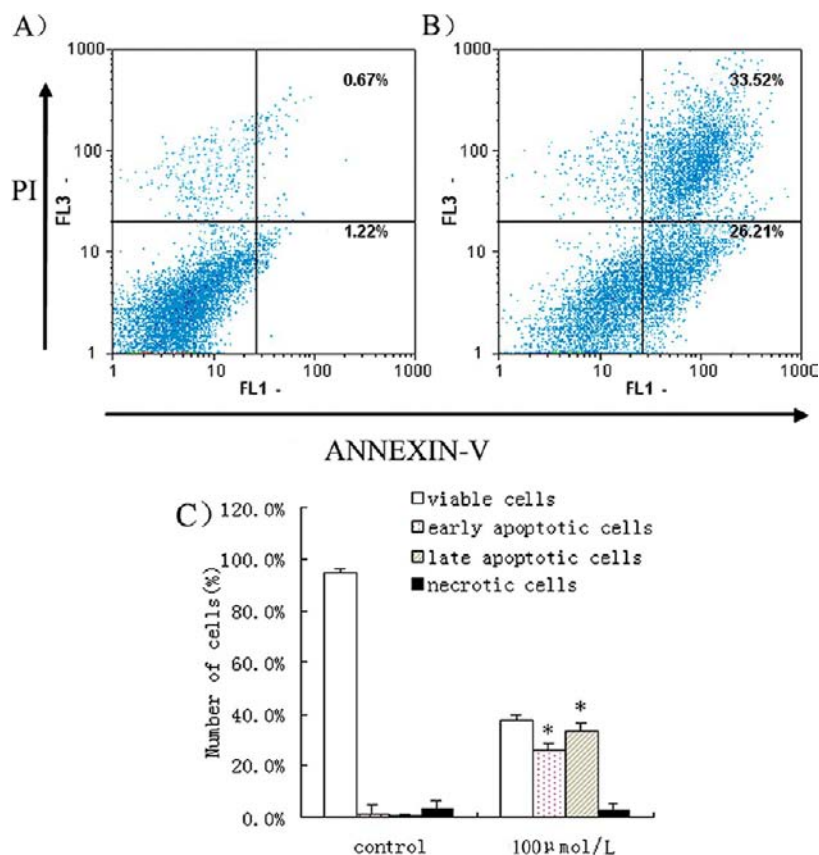 A) B)
1000 1000
0.67% 33.52%
100 100
PI FL3 - FL3 -
1.22% 26.21%
10 10
1 1
1 10 100 1000 1 10 100 100C
FL1 - FL1 -
ANNEXIN-V
C)
viable cells
early apoptotic cells
late apoptotic cells
necrotic cells
Number of cells(%)
120.0%
100.0%
80.0%
60.0%
40.0%
20.0%
0.0%
* *
control 100μmol/L